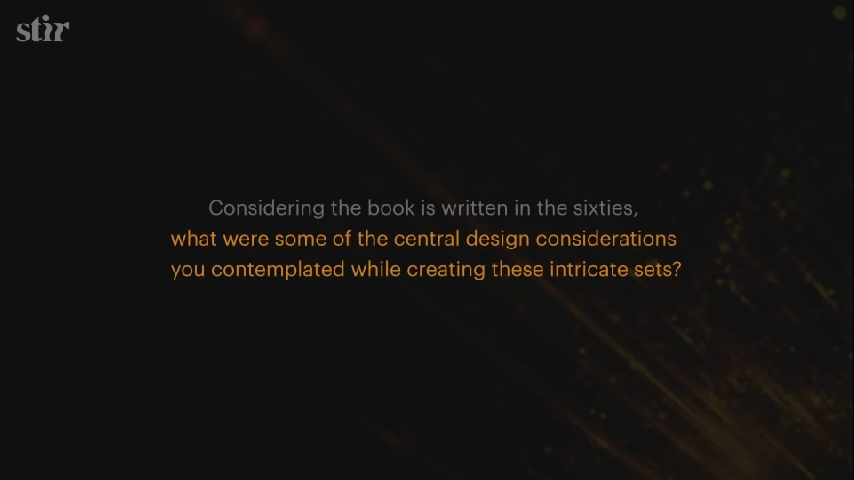 stir
Considering the book is written in the sixties,
what were some of the central design considerations
you contemplated while creating these intricate sets?